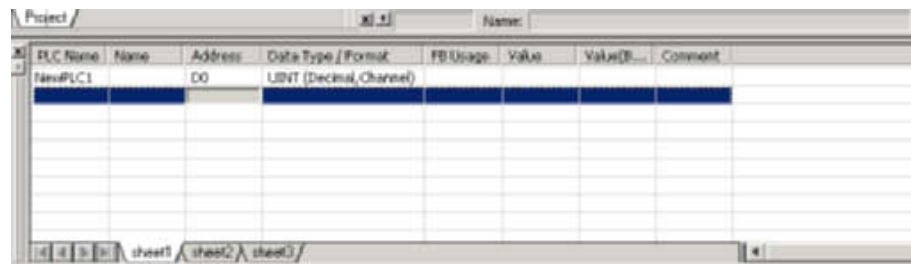 Project
Name:
PLC Name Name Address Data Type / Format FB Usage Value Value(B... Comment
NewPLC1 D0 UINT (Decimal,Channel)
sheet1 sheet2 sheet3